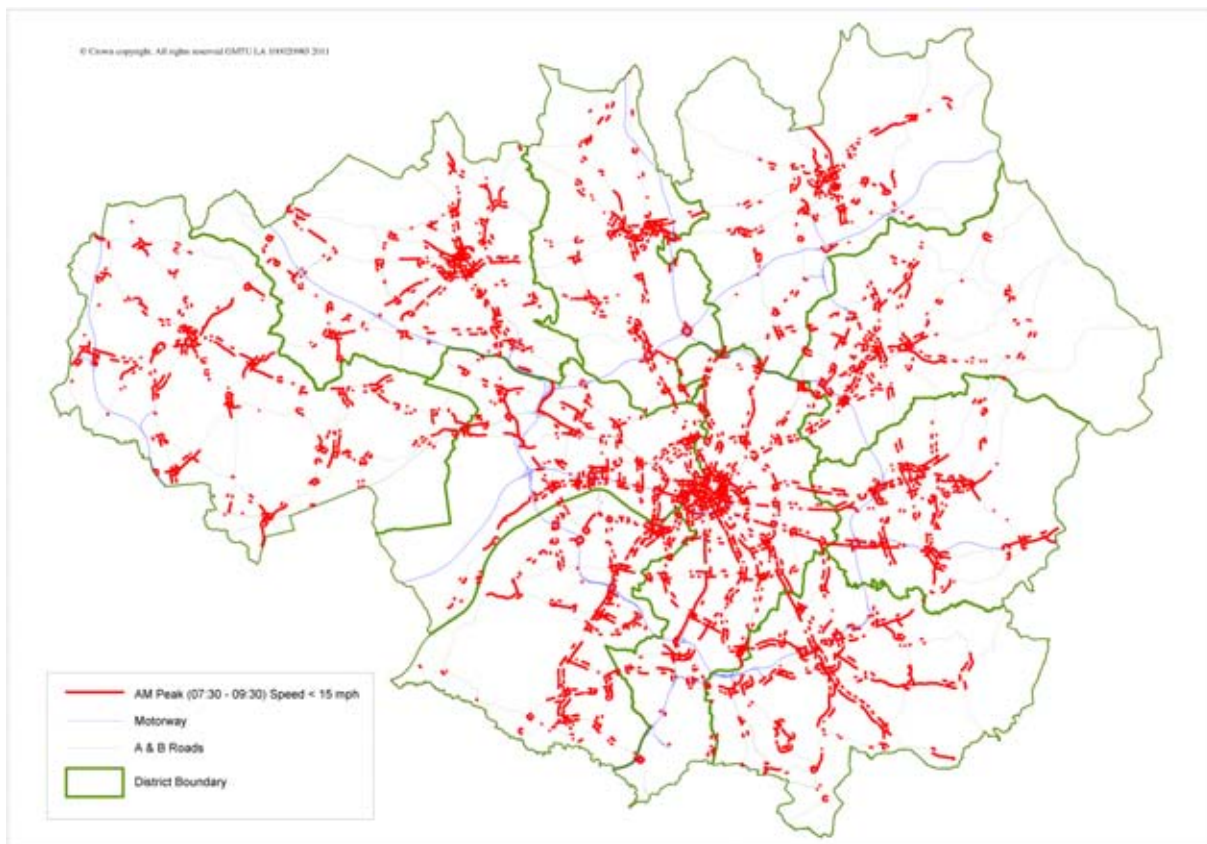 © Crown copyright. All rights reserved GMTU LA 2011
AM Peak (07:30 - 09:30) Speed < 15 mph
Motorway
A & B Roads
District Boundary